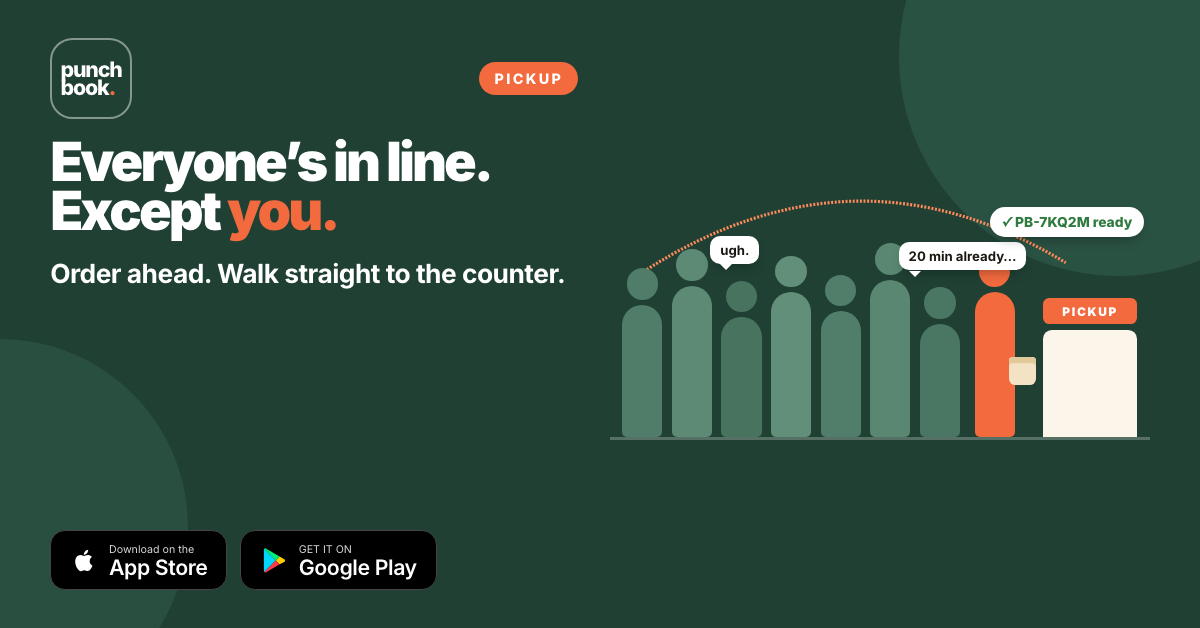 punch
book.
PICKUP
Everyone’s in line.
Except you.
Order ahead. Walk straight to the counter.
✓PB-7KQ2M ready
ugh.
20 min already...
PICKUP
Download on the
App Store
GET IT ON
Google Play